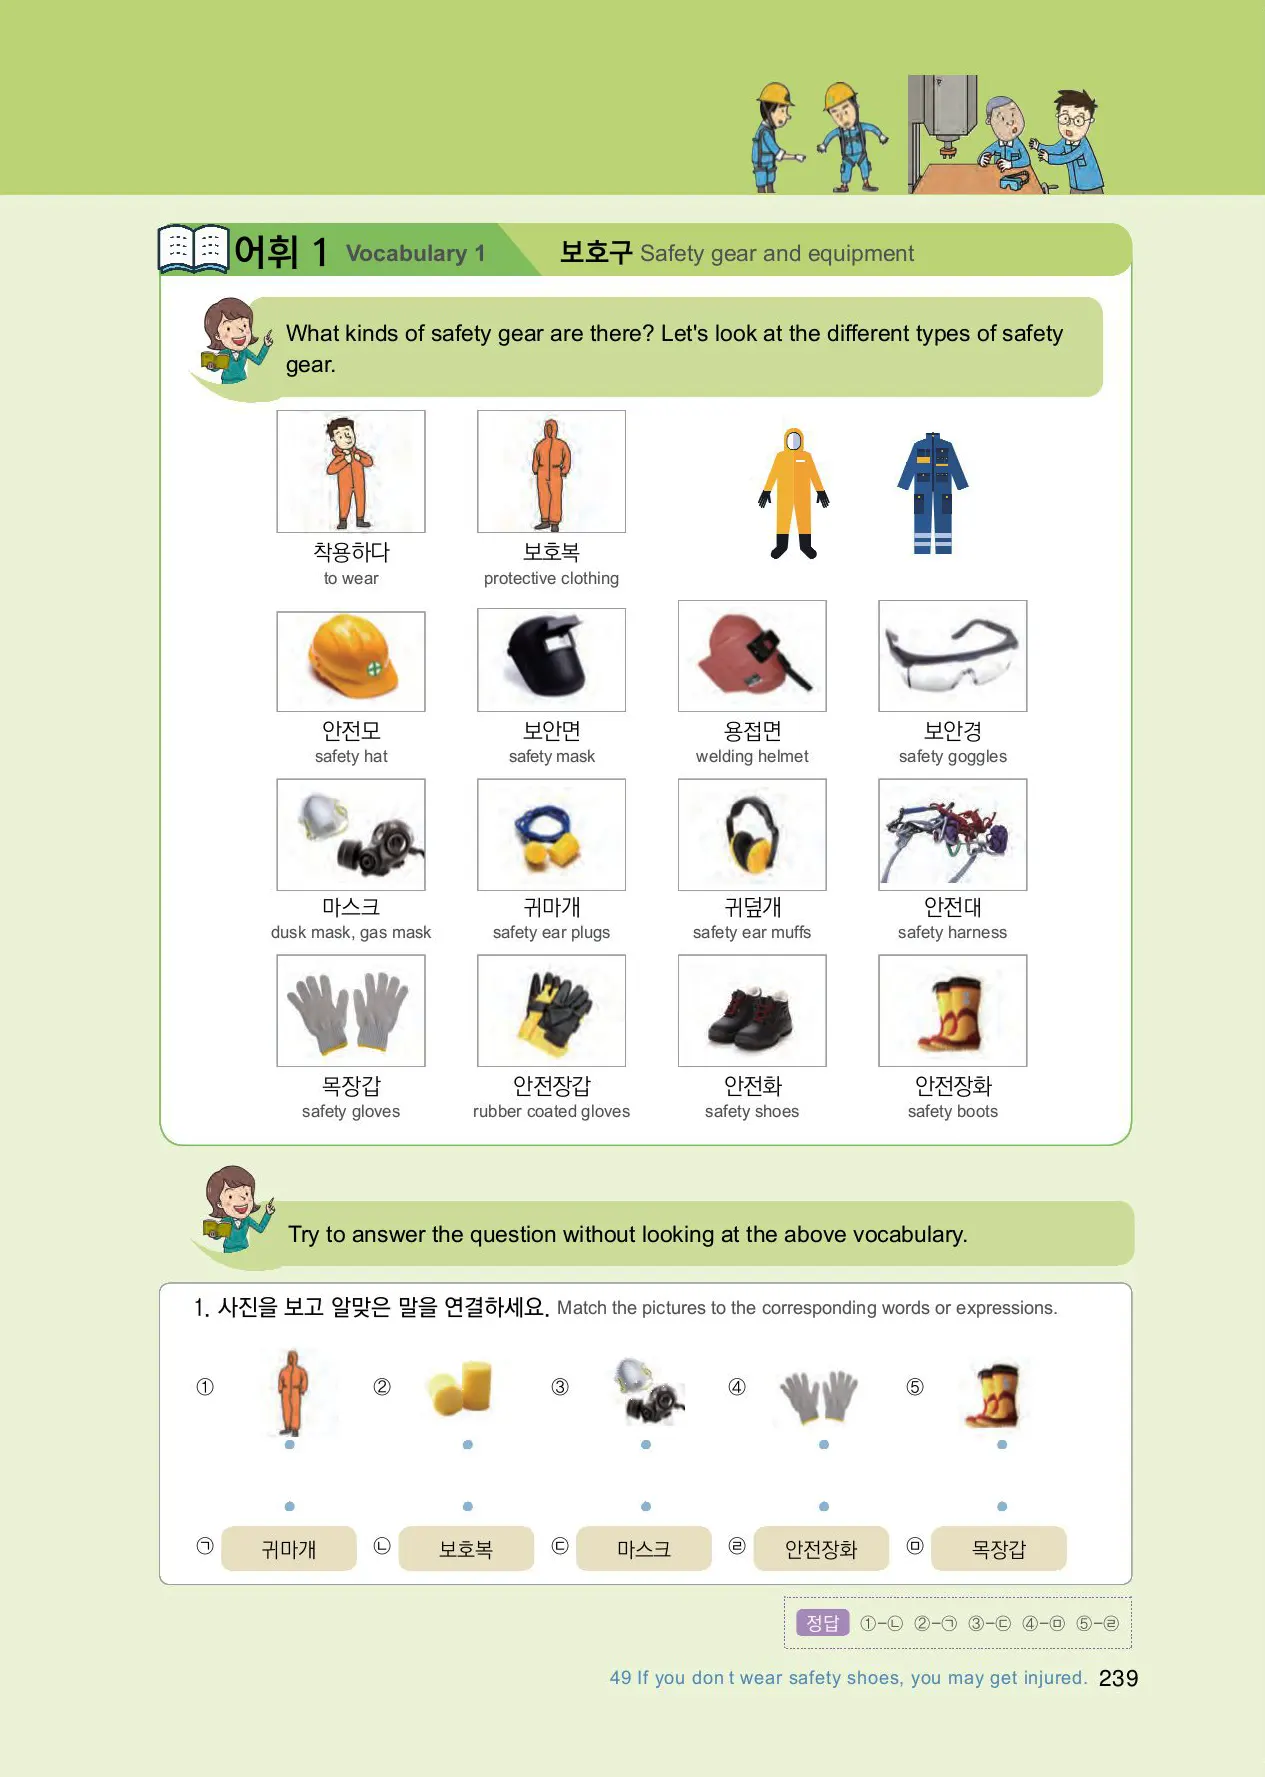 어휘 1 Vocabulary 1 보호구 Safety gear and equipment
What kinds of safety gear are there? Let's look at the different types of safety
gear.
착용하다 보호복
to wear protective clothing
안전모 보안면 용접면 보안경
safety hat safety mask welding helmet safety goggles
마스크 귀마개 귀덮개 안전대
dusk mask, gas mask safety ear plugs safety ear muffs safety harness
목장갑 안전장갑 안전화 안전장화
safety gloves rubber coated gloves safety shoes safety boots
Try to answer the question without looking at the above vocabulary.
1. 사진을 보고 알맞은 말을 연결하세요. Match the pictures to the corresponding words or expressions.
① ② ③ ④ ⑤
㉠ 귀마개 ㉡ 보호복 ㉢ 마스크 ㉣ 안전장화 ㉤ 목장갑
정답 ①-㉡ ②-㉠ ③-㉢ ④-㉤ ⑤-㉣
49 If you don t wear safety shoes, you may get injured. 239